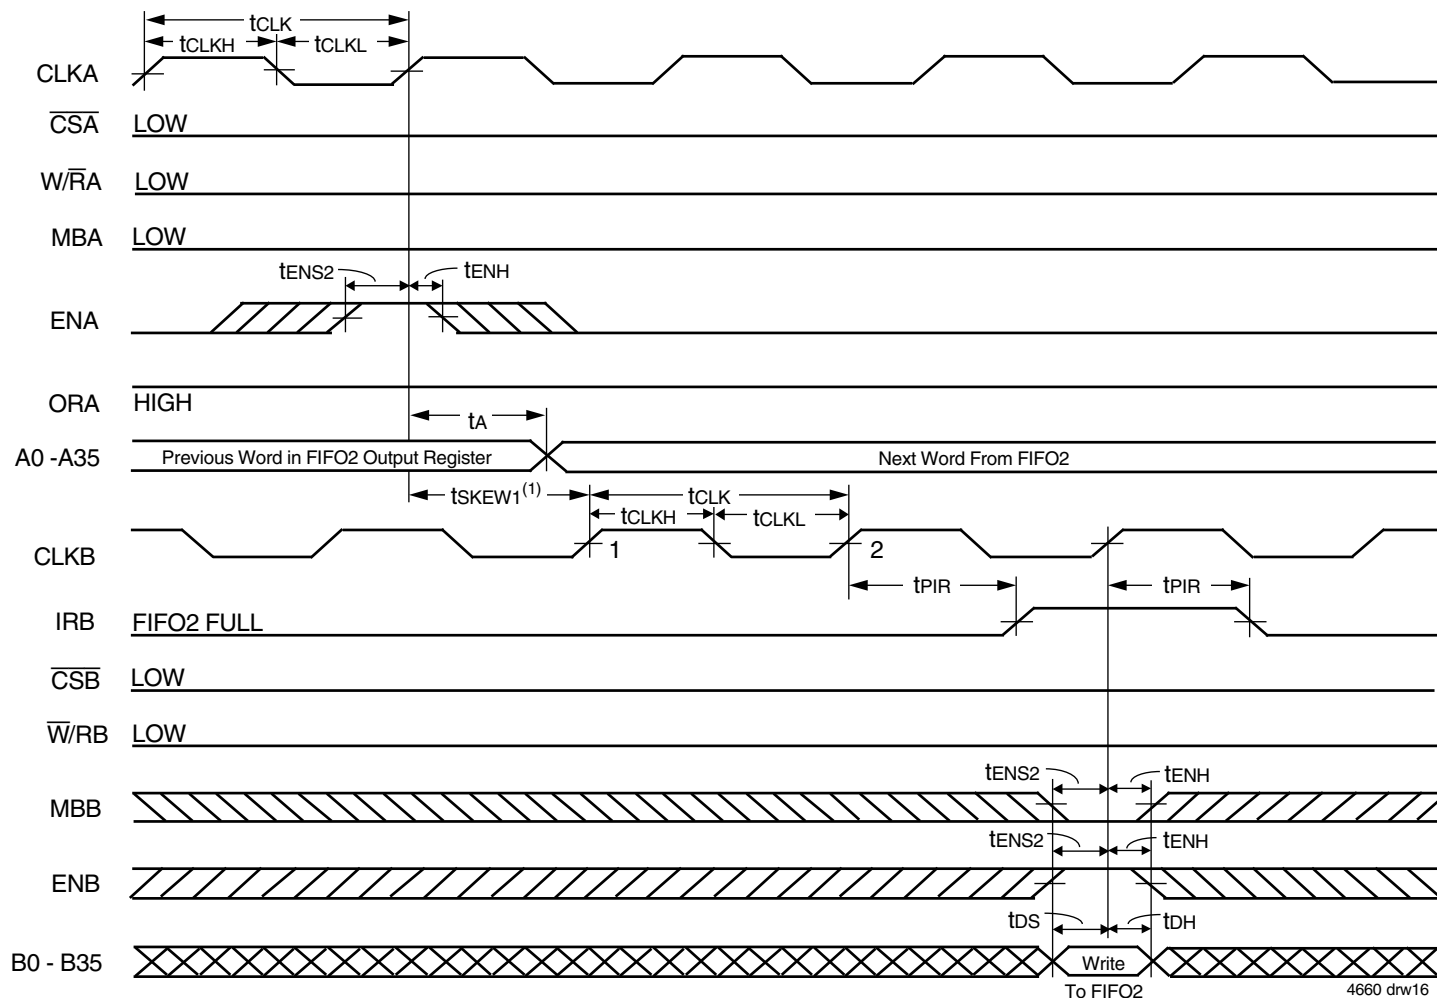 tCLK
tCLKH tCLKL
CLKA
CSA LOW
W/RA LOW
MBA LOW
tENS2 tENH
ENA
ORA HIGH
tA
A0 -A35 Previous Word in FIFO2 Output Register Next Word From FIFO2
tSKEW1(1) tCLK
tCLKH tCLKL
CLKB 1 2
tPIR tPIR
IRB FIFO2 FULL
CSB LOW
W/RB LOW
tENS2 tENH
MBB
tENS2 tENH
ENB
tDS tDH
B0 - B35 Write
To FIFO2 4660 drw16